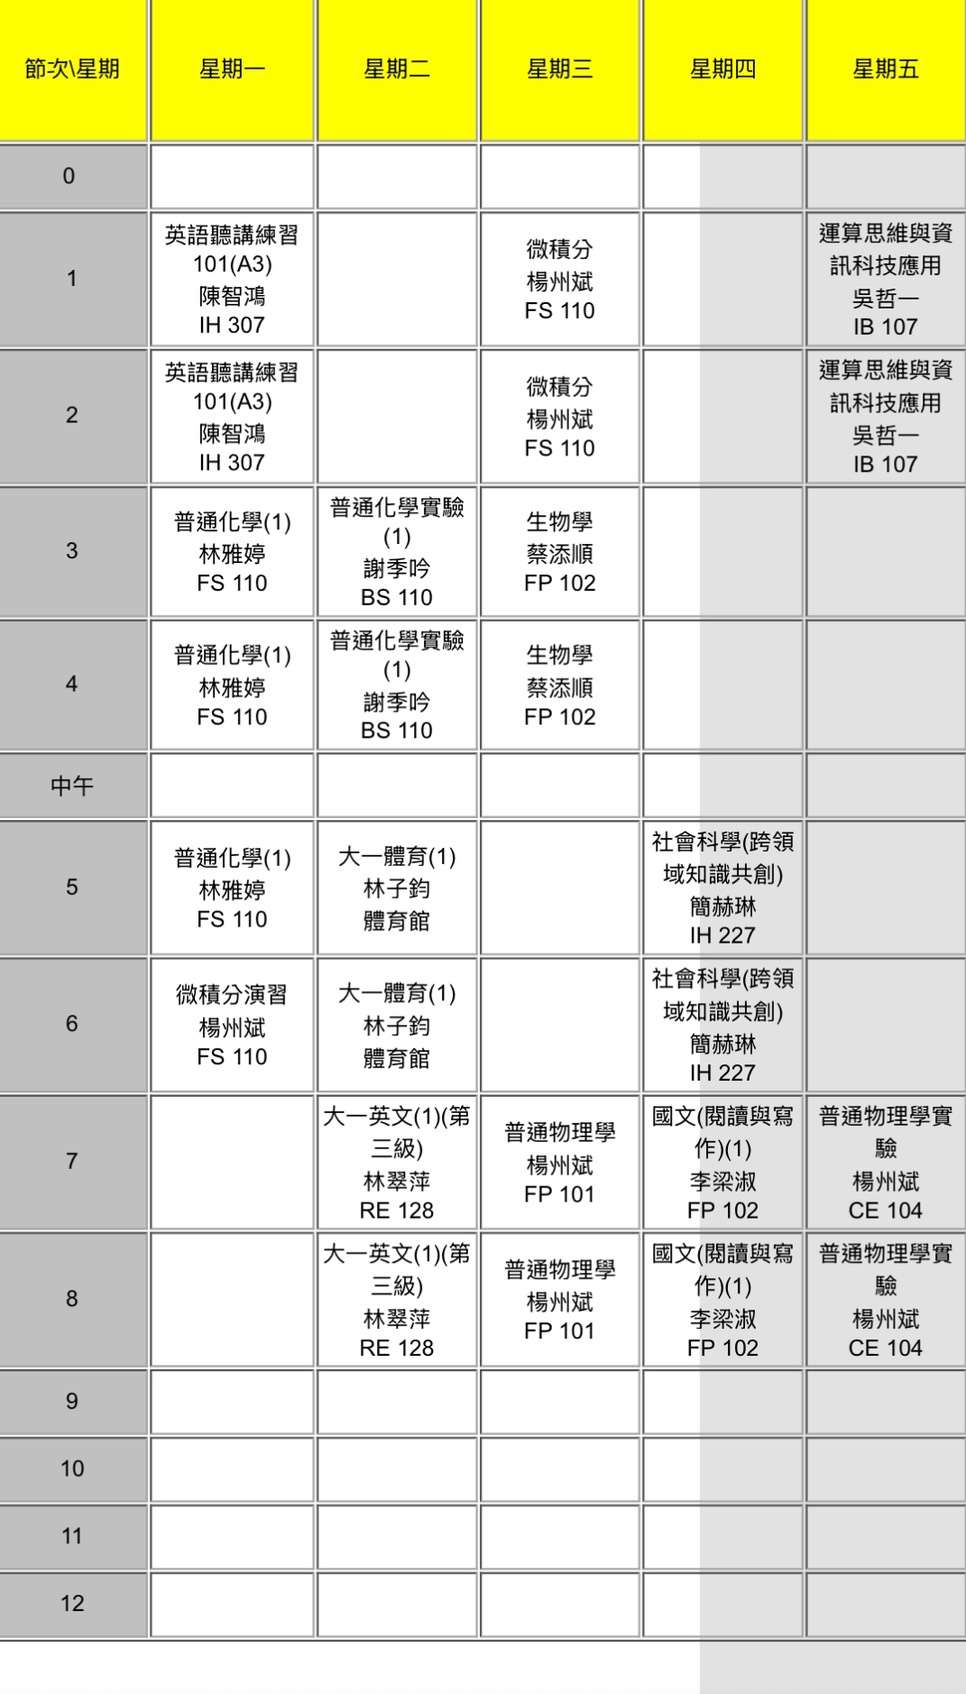 節次\星期
星期一
星期二
星期三
星期四
星期五
0
1
英語聽講練習
101(A3)
陳智鴻
IH 307
微積分
楊州斌
FS 110
運算思維與資
訊科技應用
吳哲一
IB 107
2
英語聽講練習
101(A3)
陳智鴻
IH 307
微積分
楊州斌
FS 110
運算思維與資
訊科技應用
吳哲一
IB 107
3
普通化學(1)
林雅婷
FS 110
普通化學實驗
(1)
謝季吟
BS 110
生物學
蔡添順
FP 102
4
普通化學(1)
林雅婷
FS 110
普通化學實驗
(1)
謝季吟
BS 110
生物學
蔡添順
FP 102
中午
5
普通化學(1)
林雅婷
FS 110
大一體育(1)
林子鈞
體育館
社會科學(跨領
域知識共創)
簡赫琳
IH 227
6
微積分演習
楊州斌
FS 110
大一體育(1)
林子鈞
體育館
社會科學(跨領
域知識共創)
簡赫琳
IH 227
7
大一英文(1)(第
三級)
林翠萍
RE 128
普通物理學
楊州斌
FP 101
國文(閱讀與寫
作)(1)
李梁淑
FP 102
普通物理學實
驗
楊州斌
CE 104
8
大一英文(1)(第
三級)
林翠萍
RE 128
普通物理學
楊州斌
FP 101
國文(閱讀與寫
作)(1)
李梁淑
FP 102
普通物理學實
驗
楊州斌
CE 104
9
10
11
12